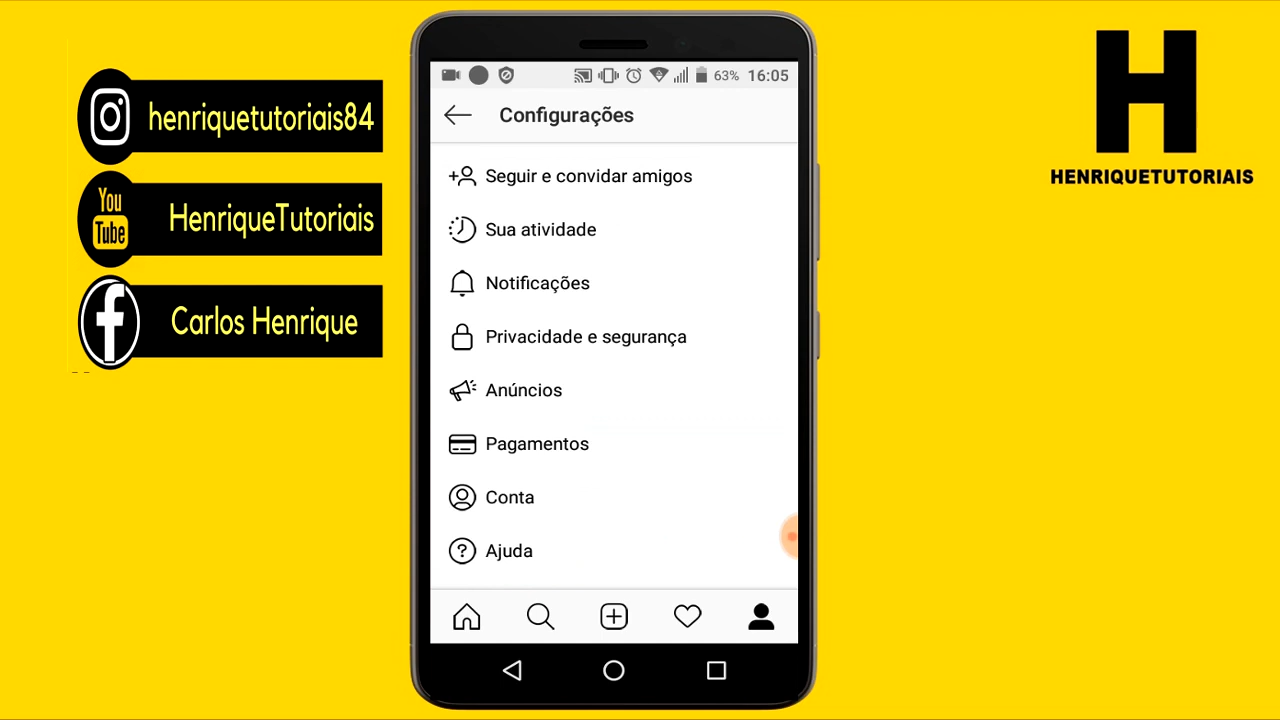 henriquetutoriais84
You
Tube
HenriqueTutoriais
Carlos Henrique
63% 16:05
Configurações
Seguir e convidar amigos
Sua atividade
Notificações
Privacidade e segurança
Anúncios
Pagamentos
Conta
Ajuda
H
HENRIQUETUTORIAIS